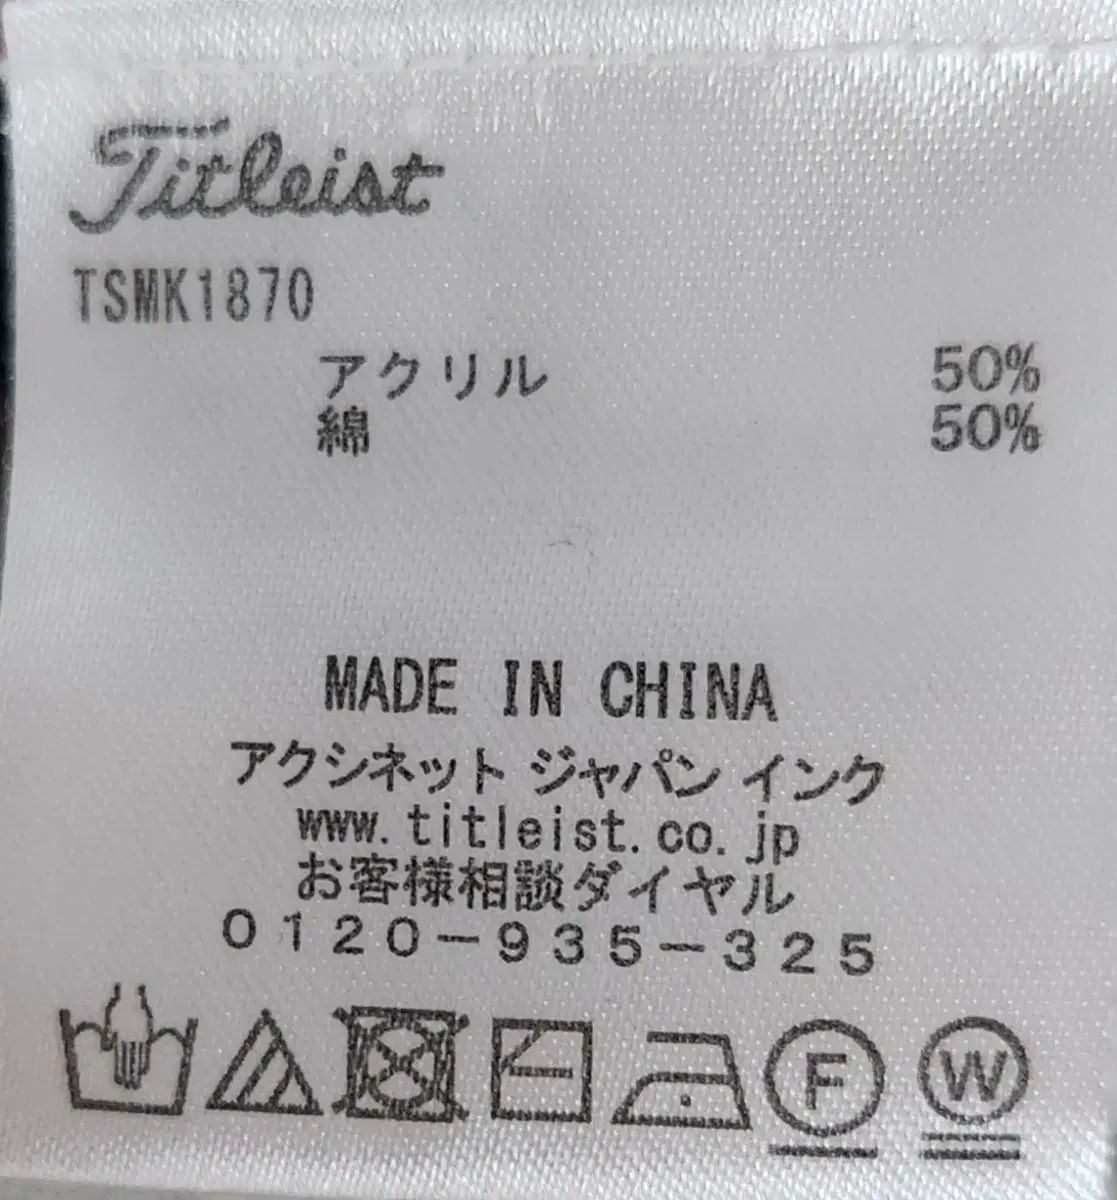 Titleist
TSMK1870
アクリル 50%
綿 50%
MADE IN CHINA
アクシネット ジャパン インク
www.titleist.co.jp
お客様相談ダイヤル
0120-935-325
F W